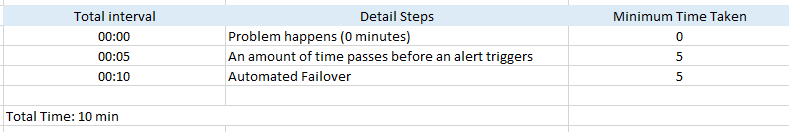 Total interval Detail Steps Minimum Time Taken
00:00 Problem happens (0 minutes) 0
00:05 An amount of time passes before an alert triggers 5
00:10 Automated Failover 5
Total Time: 10 min